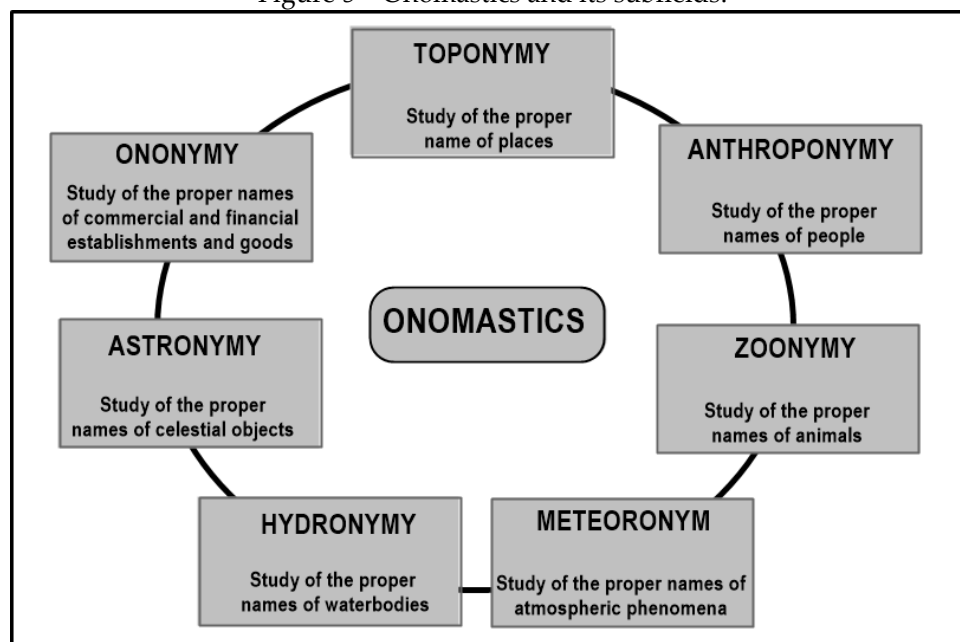 Figure 3 – Onomastics and its subfields.
TOPONYMY
Study of the proper
name of places
ANTHROPONYMY
Study of the proper
names of people
ZOONYMY
Study of the proper
names of animals
METEORONYM
Study of the proper names of
atmospheric phenomena
HYDRONYMY
Study of the proper
names of waterbodies
ASTRONYMY
Study of the proper
names of celestial objects
ONONYMY
Study of the proper names
of commercial and financial
establishments and goods
ONOMASTICS